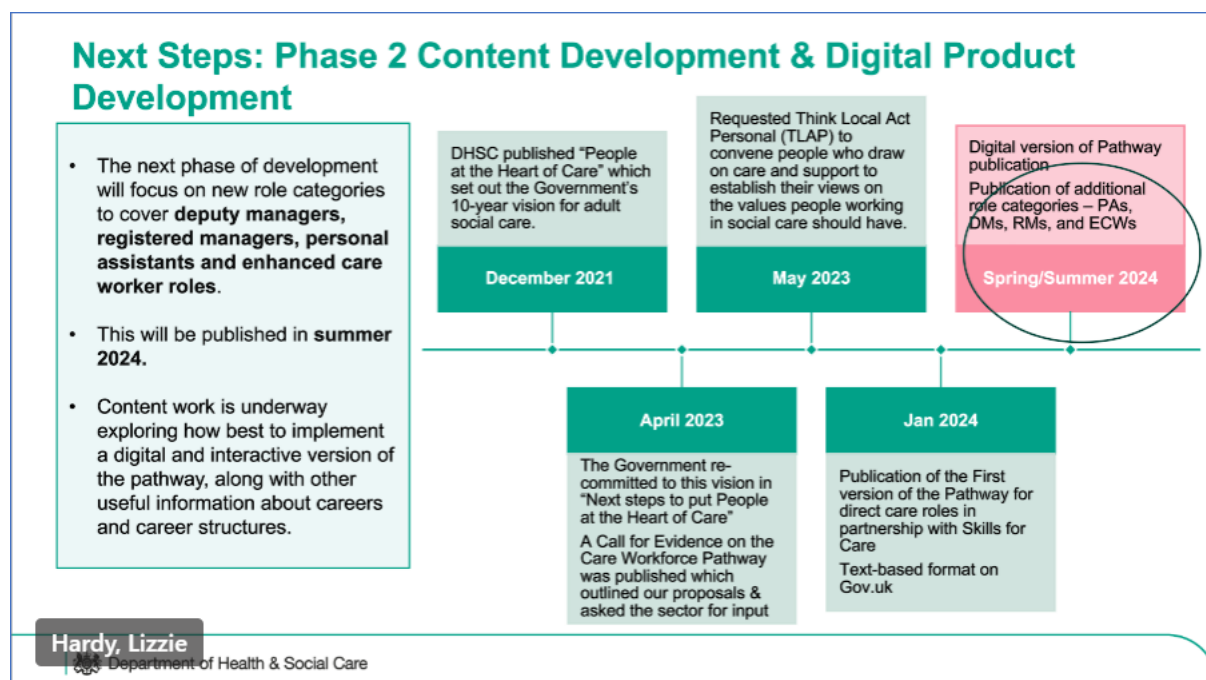 Next Steps: Phase 2 Content Development & Digital Product
Development
• The next phase of development
will focus on new role categories
to cover deputy managers,
registered managers, personal
assistants and enhanced care
worker roles.
• This will be published in summer
2024.
• Content work is underway
exploring how best to implement
a digital and interactive version of
the pathway, along with other
useful information about careers
and career structures.
DHSC published “People
at the Heart of Care” which
set out the Government’s
10-year vision for adult
social care.
December 2021
April 2023
The Government re-
committed to this vision in
“Next steps to put People
at the Heart of Care”
A Call for Evidence on the
Care Workforce Pathway
was published which
outlined our proposals &
asked the sector for input
Requested Think Local Act
Personal (TLAP) to
convene people who draw
on care and support to
establish their views on
the values people working
in social care should have.
May 2023
Jan 2024
Publication of the First
version of the Pathway for
direct care roles in
partnership with Skills for
Care
Text-based format on
Gov.uk
Digital version of Pathway
publication
Publication of additional
role categories – PAs,
DMs, RMs, and ECWs
Spring/Summer 2024
Hardy, Lizzie
Department of Health & Social Care